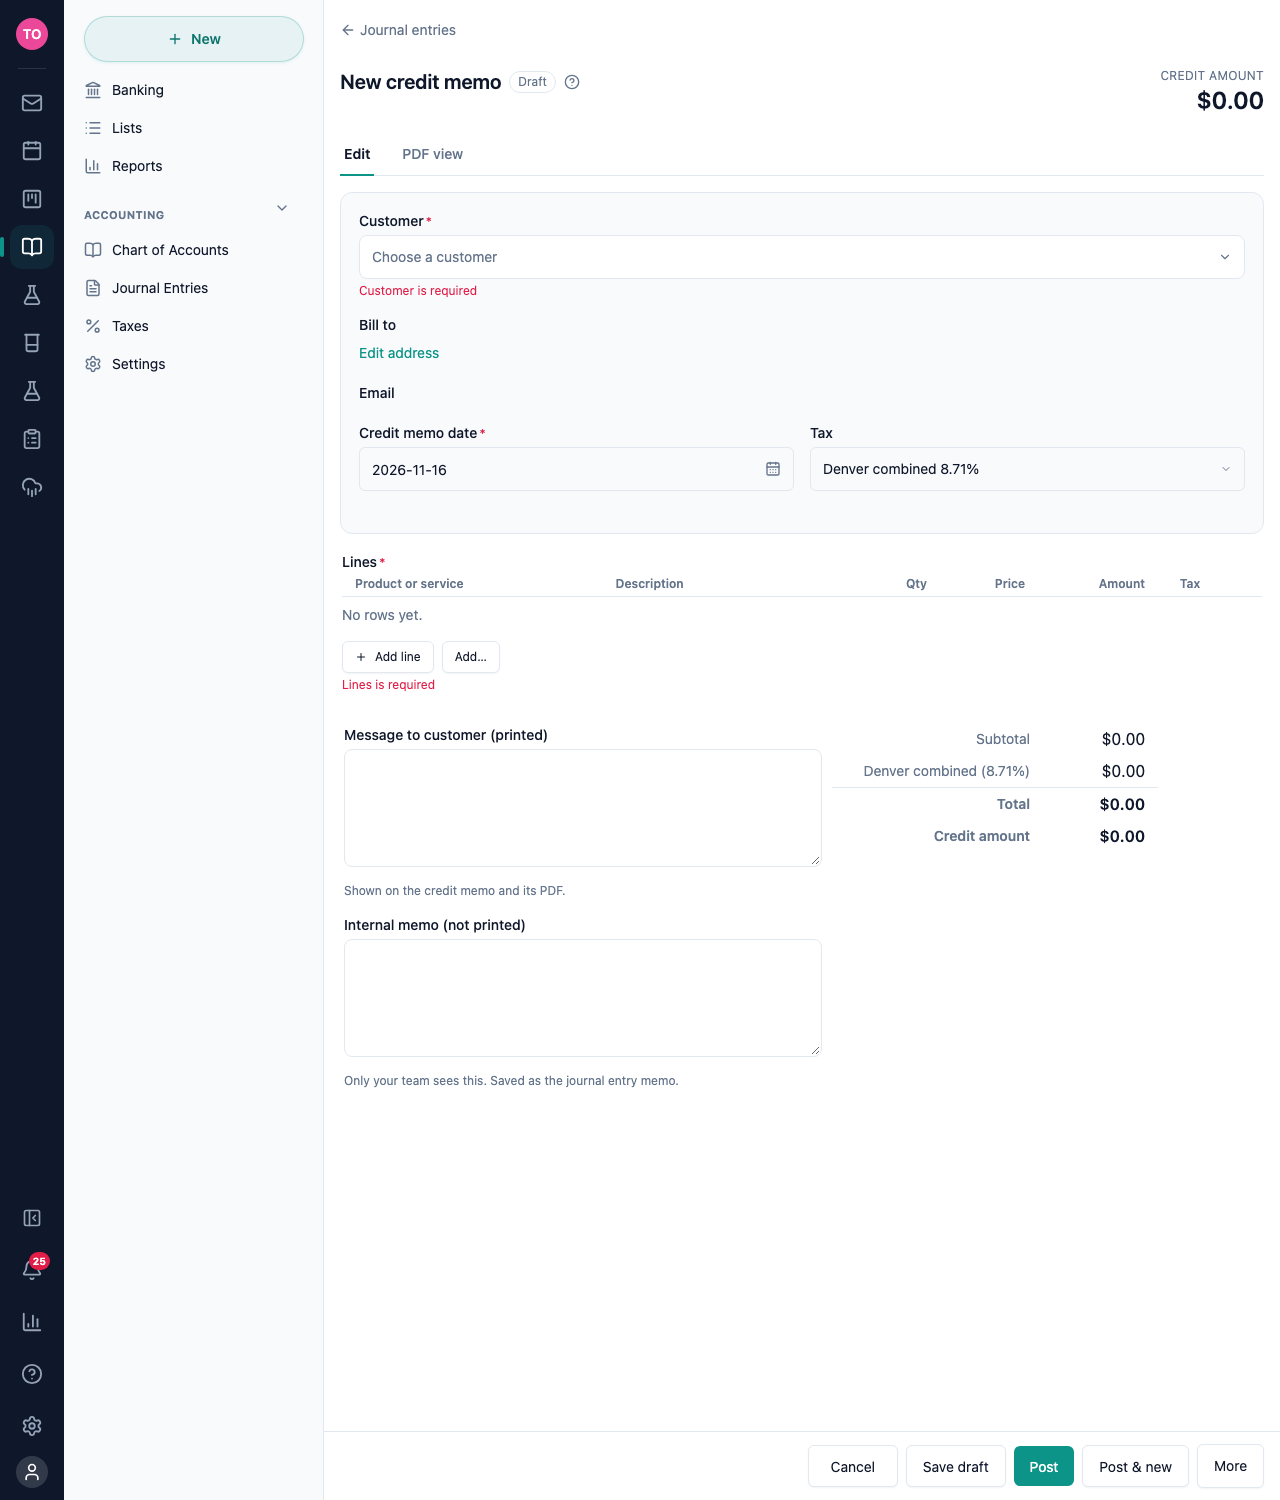 TO
New
Banking
Lists
Reports
ACCOUNTING
Chart of Accounts
Journal Entries
Taxes
Settings
25
Journal entries
New credit memo
Draft
CREDIT AMOUNT
$0.00
Edit
PDF view
Customer*
Choose a customer
Customer is required
Bill to
Edit address
Email
Credit memo date*
2026-11-16
Tax
Denver combined 8.71%
Lines*
Product or service
Description
Qty
Price
Amount
Tax
No rows yet.
Add line
Add...
Lines is required
Message to customer (printed)
Shown on the credit memo and its PDF.
Subtotal $0.00
Denver combined (8.71%) $0.00
Total $0.00
Credit amount $0.00
Internal memo (not printed)
Only your team sees this. Saved as the journal entry memo.
Cancel
Save draft
Post
Post & new
More